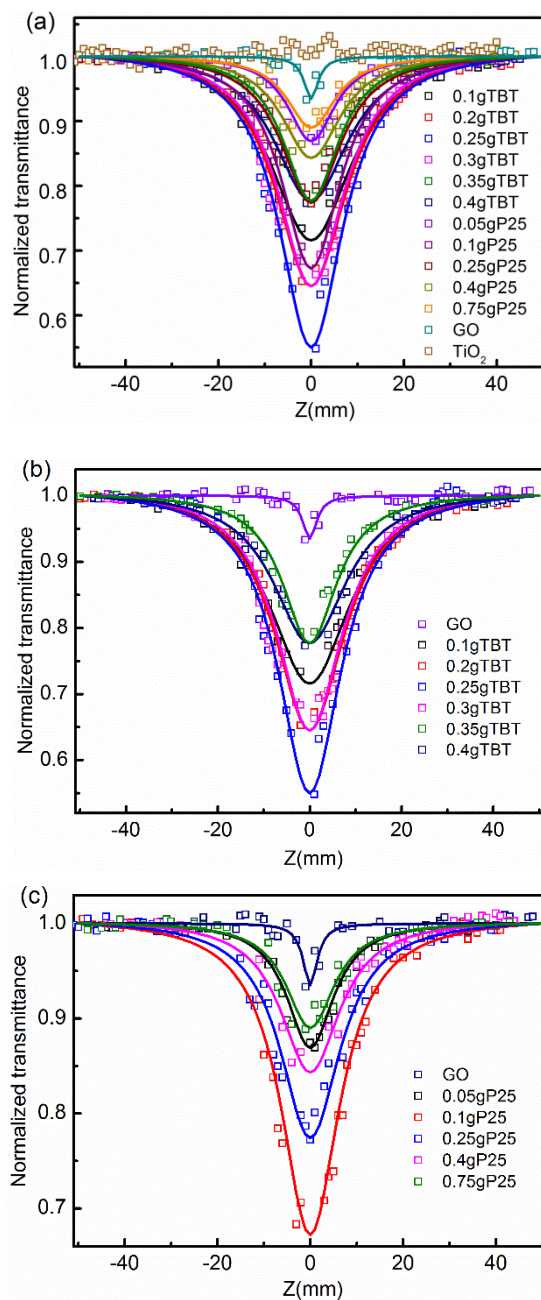 (a)
1.0
0.9
0.8
0.7
0.6
Normalized transmittance
0.1gTBT
0.2gTBT
0.25gTBT
0.3gTBT
0.35gTBT
0.4gTBT
0.05gP25
0.1gP25
0.25gP25
0.4gP25
0.75gP25
GO
TiO₂
-40 -20 0 20 40
Z(mm)
(b)
1.0
0.9
0.8
0.7
0.6
Normalized transmittance
GO
0.1gTBT
0.2gTBT
0.25gTBT
0.3gTBT
0.35gTBT
0.4gTBT
-40 -20 0 20 40
Z(mm)
(c)
1.0
0.9
0.8
0.7
Normalized transmittance
GO
0.05gP25
0.1gP25
0.25gP25
0.4gP25
0.75gP25
-40 -20 0 20 40
Z(mm)